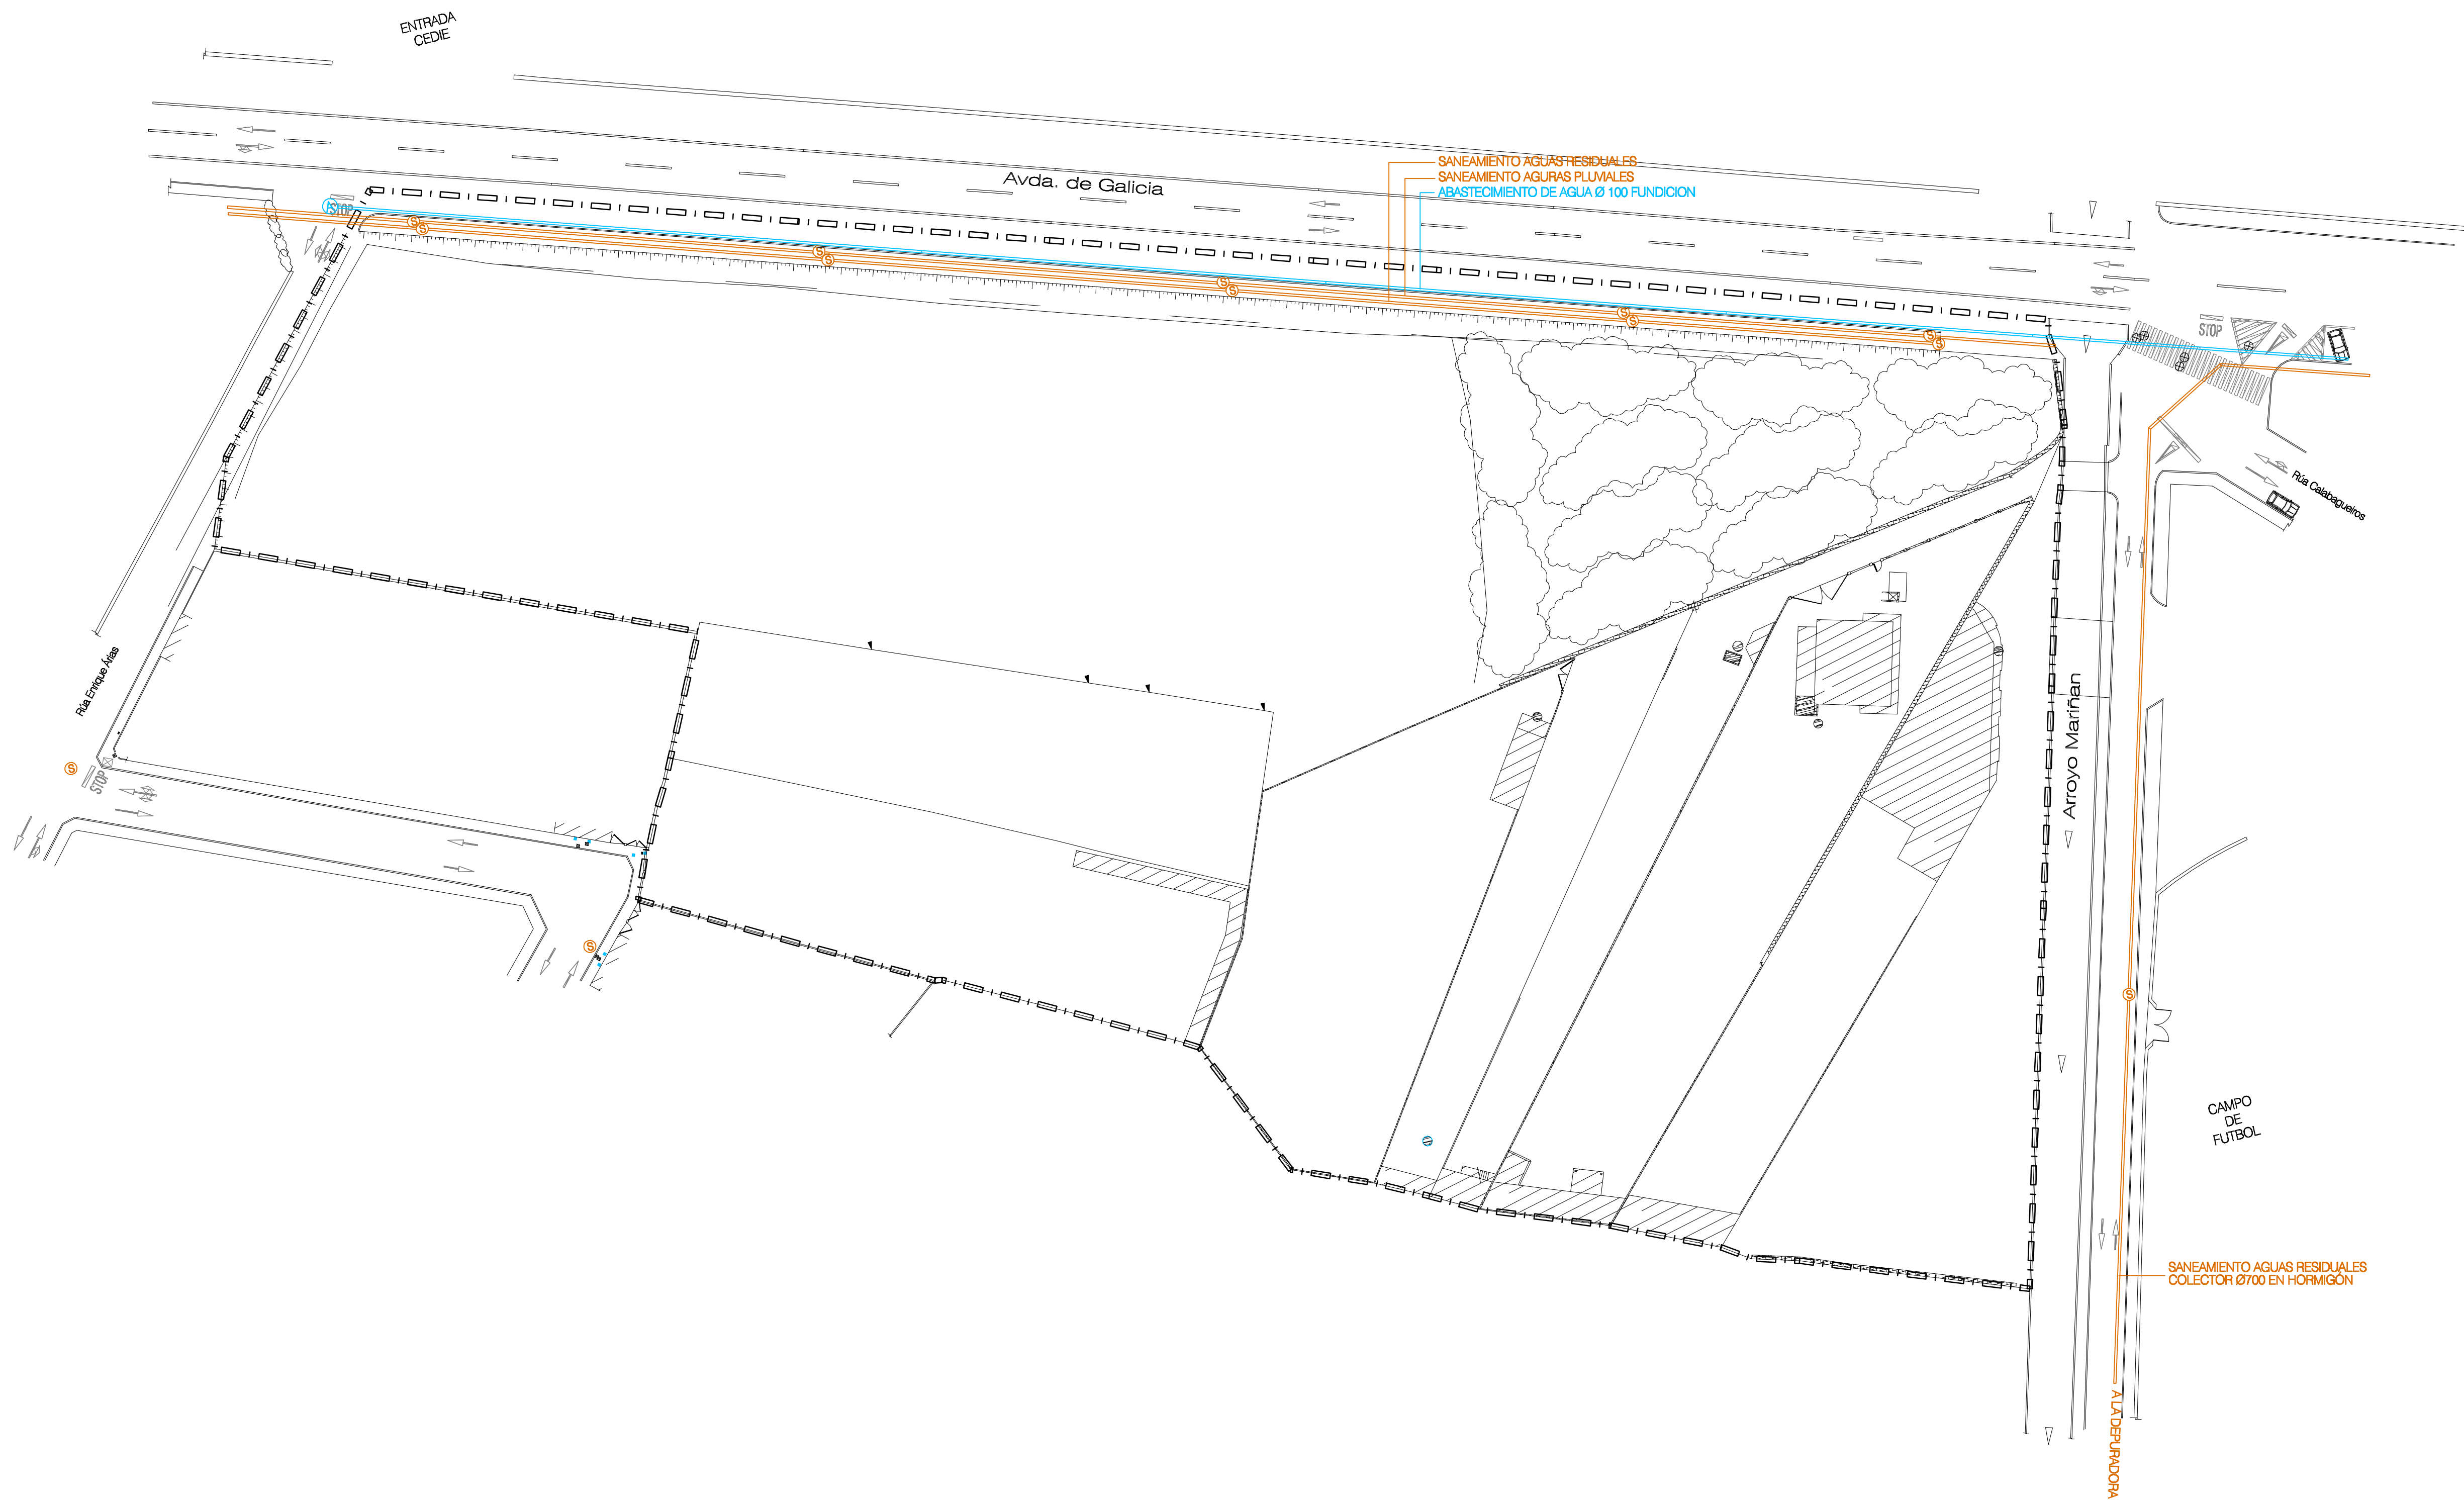 ENTRADA
CEDIE
SANEAMIENTO AGUAS RESIDUALES
SANEAMIENTO AGURAS PLUVIALES
ABASTECIMIENTO DE AGUA Ø 100 FUNDICION
Avda. de Galicia
A
STOP
S
S
S
S
S
S
S
S
S
S
STOP
Rúa Calabagueiros
Rúa Enrique Árias
Arroyo Mariñan
S
STOP
S
S
CAMPO
DE
FUTBOL
SANEAMIENTO AGUAS RESIDUALES
COLECTOR Ø700 EN HORMIGÓN
A LA DEPURADORA